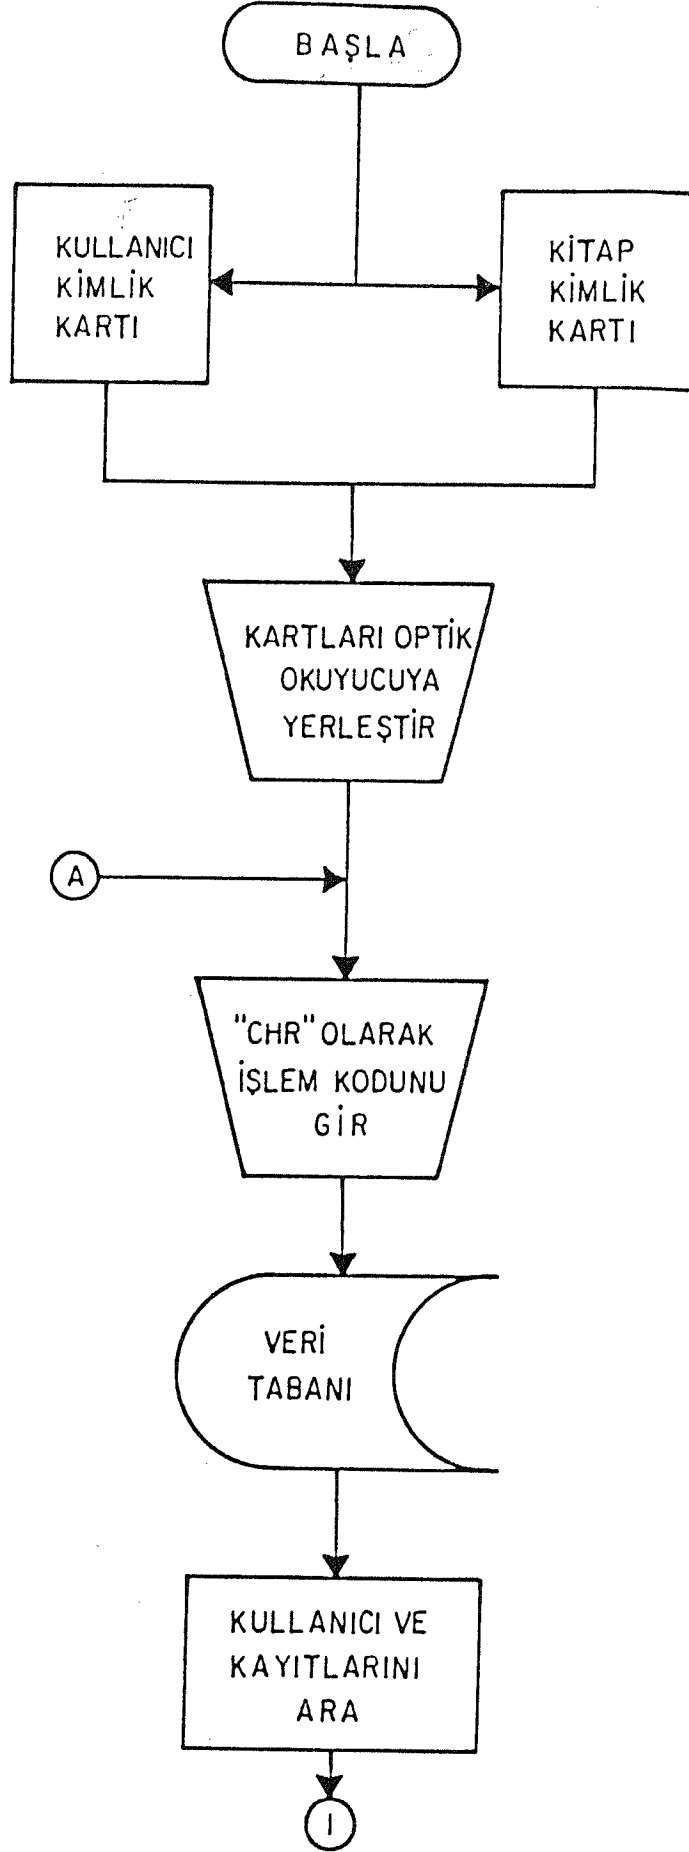 BAŞLA
KULLANICI
KİMLİK
KARTI
KİTAP
KİMLİK
KARTI
KARTLARI OPTİK
OKUYUCUYA
YERLEŞTİR
A
"CHR" OLARAK
İŞLEM KODUNU
GİR
VERİ
TABANI
KULLANICI VE
KAYITLARINI
ARA
1